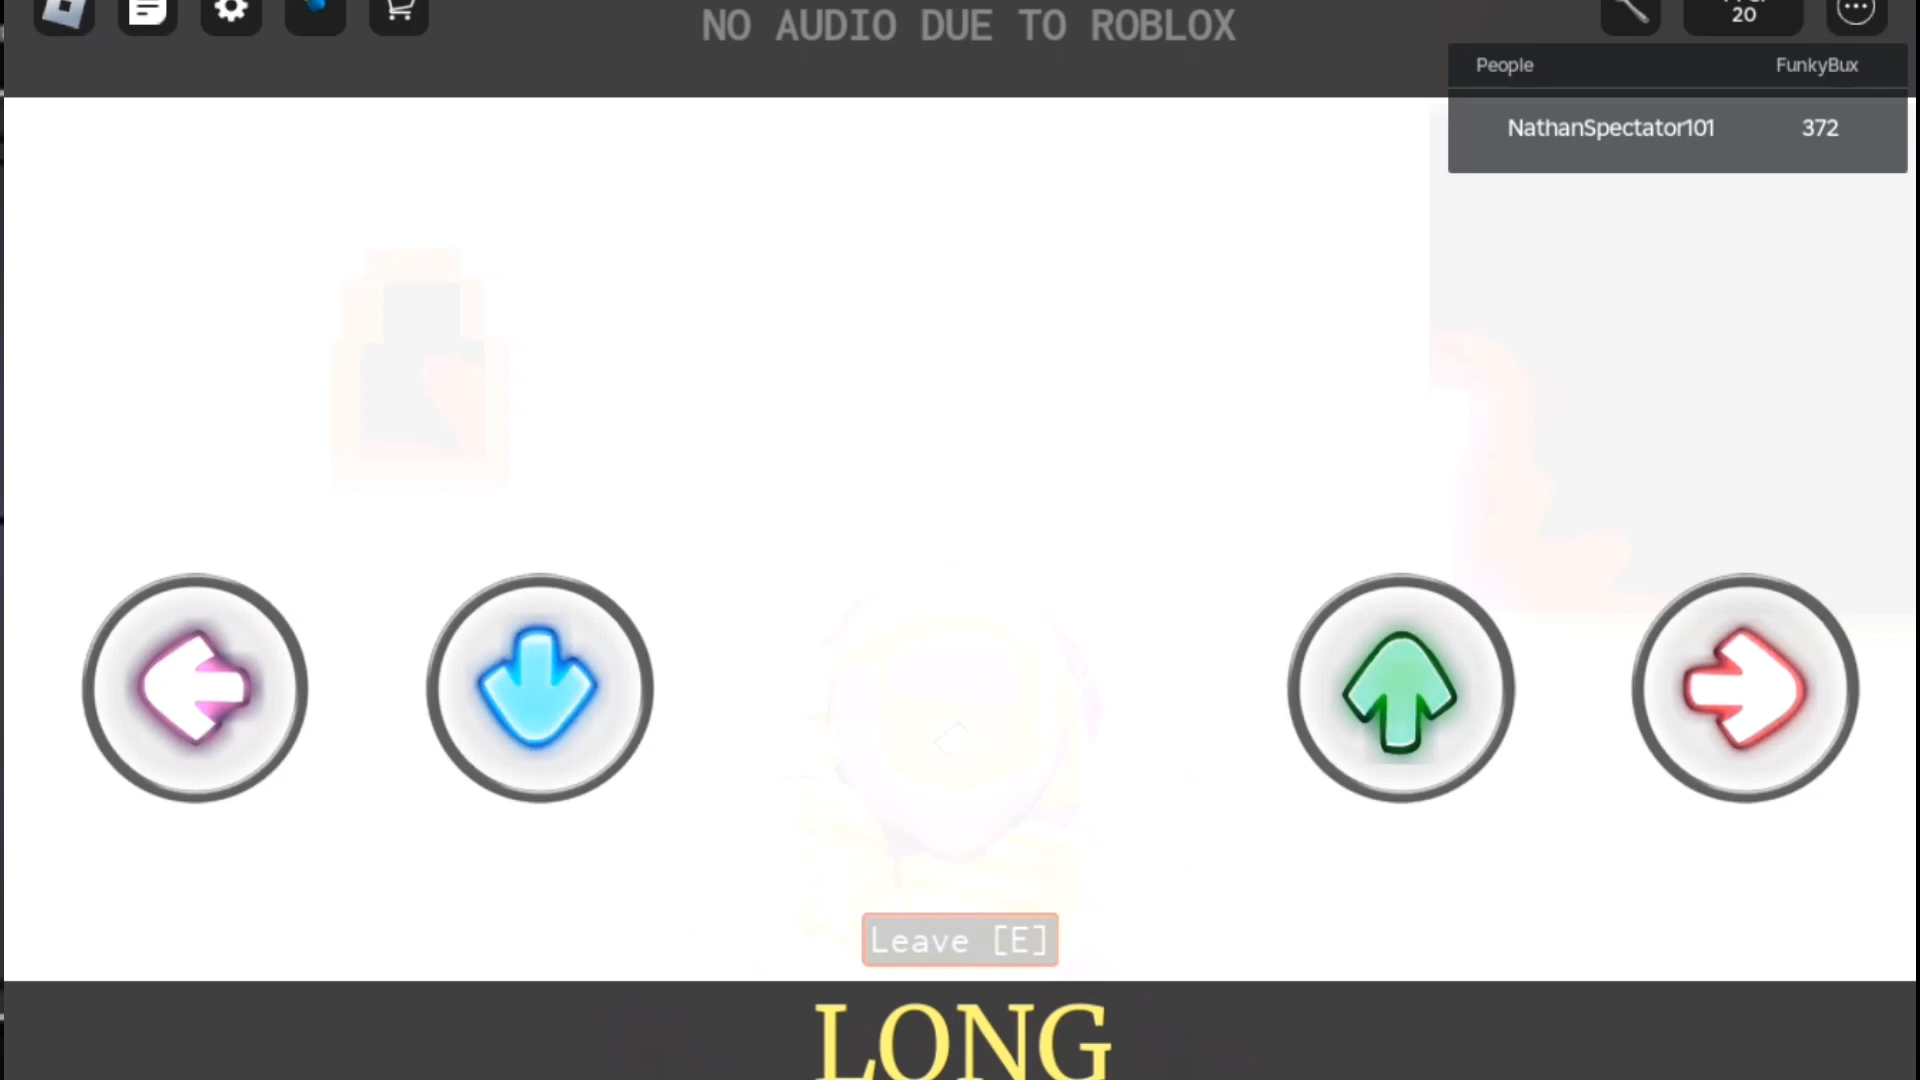 NO AUDIO DUE TO ROBLOX
20
People FunkyBux
NathanSpectator101 372
Leave [E]
LONG